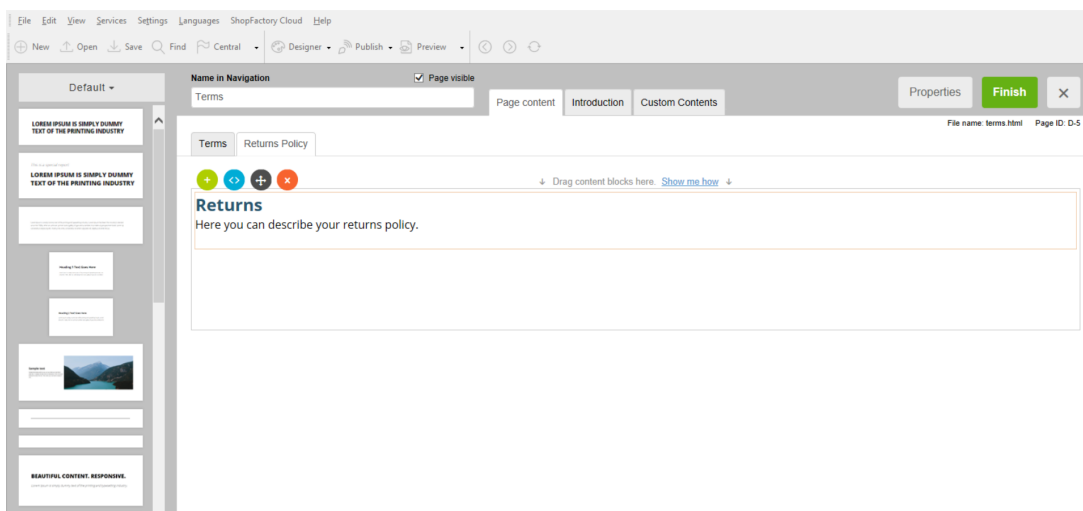 File Edit View Services Settings Languages ShopFactory Cloud Help
New Open Save Find Central Designer Publish Preview
Default
Name in Navigation Page visible
Terms
Page content Introduction Custom Contents
Properties Finish
File name: terms.html Page ID: D-5
Terms Returns Policy
Drag content blocks here. Show me how
Returns
Here you can describe your returns policy.
LOREM IPSUM IS SIMPLY DUMMY
TEXT OF THE PRINTING INDUSTRY
LOREM IPSUM IS SIMPLY DUMMY
TEXT OF THE PRINTING INDUSTRY
BEAUTIFUL CONTENT. RESPONSIVE.